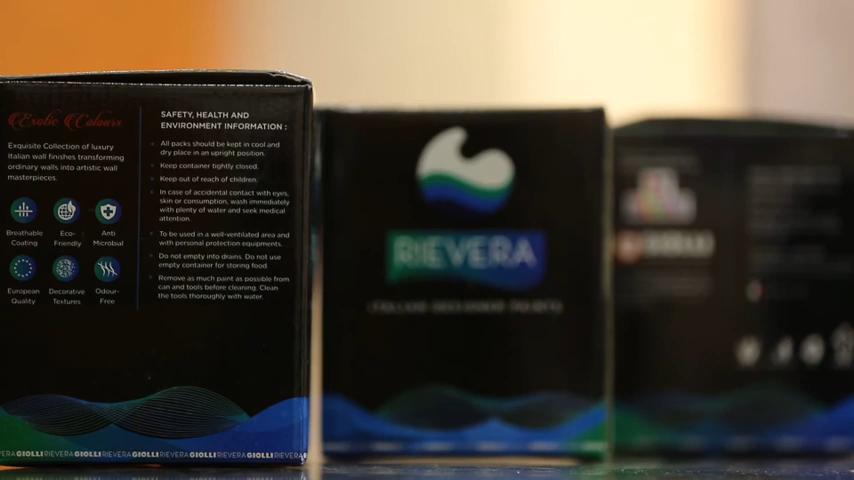 Exotic Colours
Exquisite Collection of luxury
Italian wall finishes transforming
ordinary walls into artistic wall
masterpieces.
Breathable
Coating
Eco-
Friendly
Anti
Microbial
European
Quality
Decorative
Textures
Odour-
Free
SAFETY, HEALTH AND
ENVIRONMENT INFORMATION :
All packs should be kept in cool and
dry place in an upright position.
Keep container tightly closed.
Keep out of reach of children.
In case of accidental contact with eyes,
skin or consumption, wash immediately
with plenty of water and seek medical
attention.
To be used in a well-ventilated area and
with personal protection equipments.
Do not empty into drains. Do not use
empty container for storing food.
Remove as much paint as possible from
can and tools before cleaning. Clean
the tools thoroughly with water.
GIOLLI RIEVERA GIOLLI RIEVERA GIOLLI RIEVERA GIOLLI RIEVERA GIOLLI
RIEVERA
ITALIAN DESIGNER PAINTS
GIOLLI